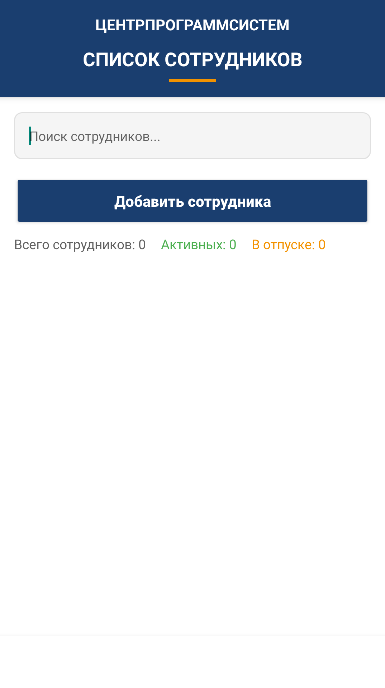 ЦЕНТРПРОГРАММСИСТЕМ
СПИСОК СОТРУДНИКОВ
Поиск сотрудников...
Добавить сотрудника
Всего сотрудников: 0 Активных: 0 В отпуске: 0